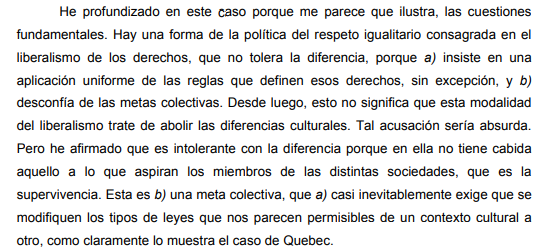 He profundizado en este caso porque me parece que ilustra, las cuestiones
fundamentales. Hay una forma de la política del respeto igualitario consagrada en el
liberalismo de los derechos, que no tolera la diferencia, porque a) insiste en una
aplicación uniforme de las reglas que definen esos derechos, sin excepción, y b)
desconfía de las metas colectivas. Desde luego, esto no significa que esta modalidad
del liberalismo trate de abolir las diferencias culturales. Tal acusación sería absurda.
Pero he afirmado que es intolerante con la diferencia porque en ella no tiene cabida
aquello a lo que aspiran los miembros de las distintas sociedades, que es la
supervivencia. Esta es b) una meta colectiva, que a) casi inevitablemente exige que se
modifiquen los tipos de leyes que nos parecen permisibles de un contexto cultural a
otro, como claramente lo muestra el caso de Quebec.